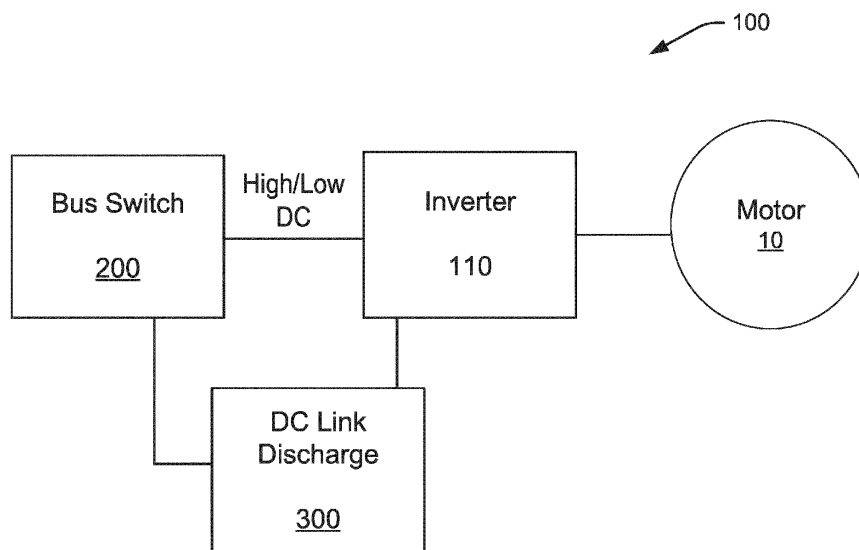 100
High/Low
DC
Bus Switch
200
Inverter
110
Motor
10
DC Link
Discharge
300